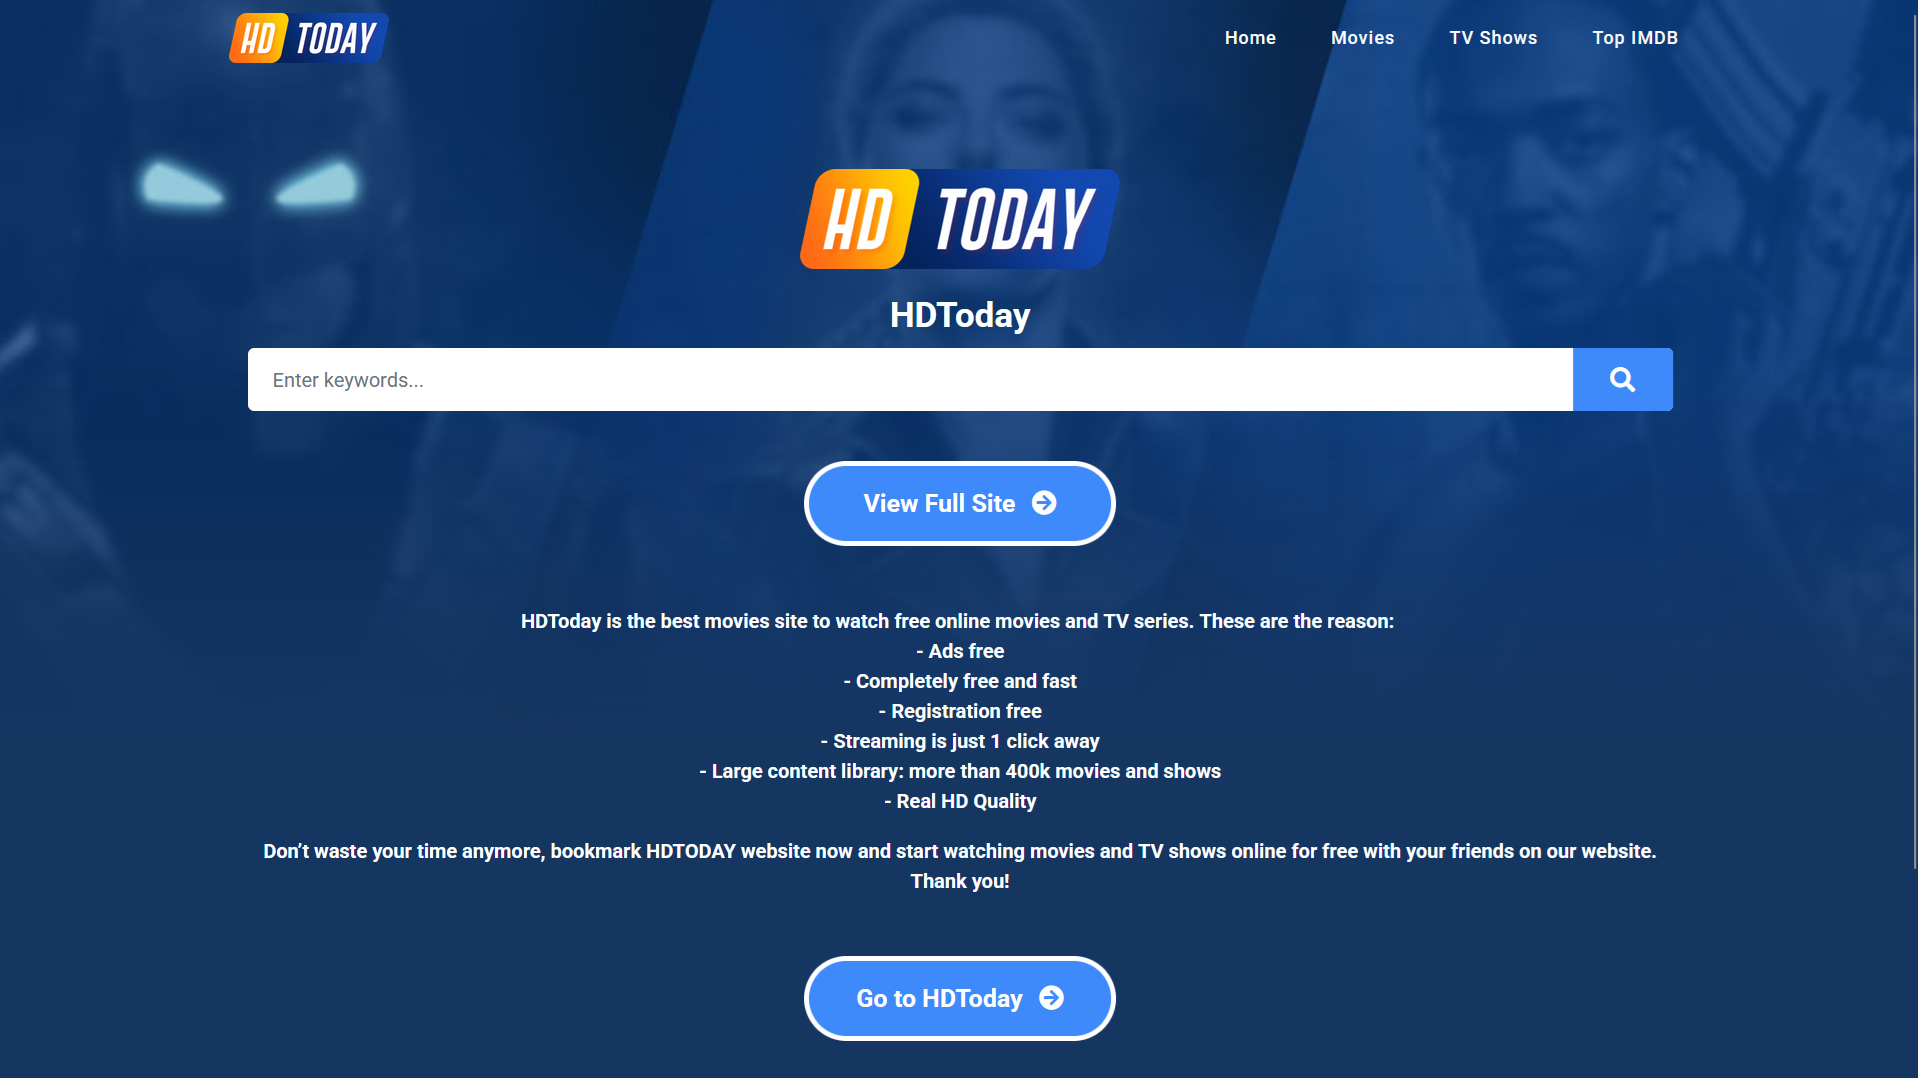 HD TODAY
Home
Movies
TV Shows
Top IMDB
HD TODAY
HDToday
Enter keywords...
View Full Site
HDToday is the best movies site to watch free online movies and TV series. These are the reason:
- Ads free
- Completely free and fast
- Registration free
- Streaming is just 1 click away
- Large content library: more than 400k movies and shows
- Real HD Quality
Don’t waste your time anymore, bookmark HDTODAY website now and start watching movies and TV shows online for free with your friends on our website.
Thank you!
Go to HDToday